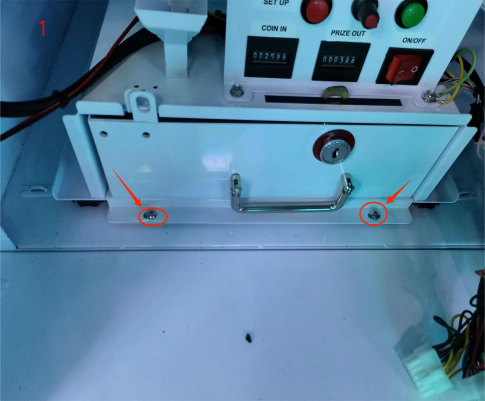 1
SET UP
COIN IN
PRIZE OUT
ON/OFF